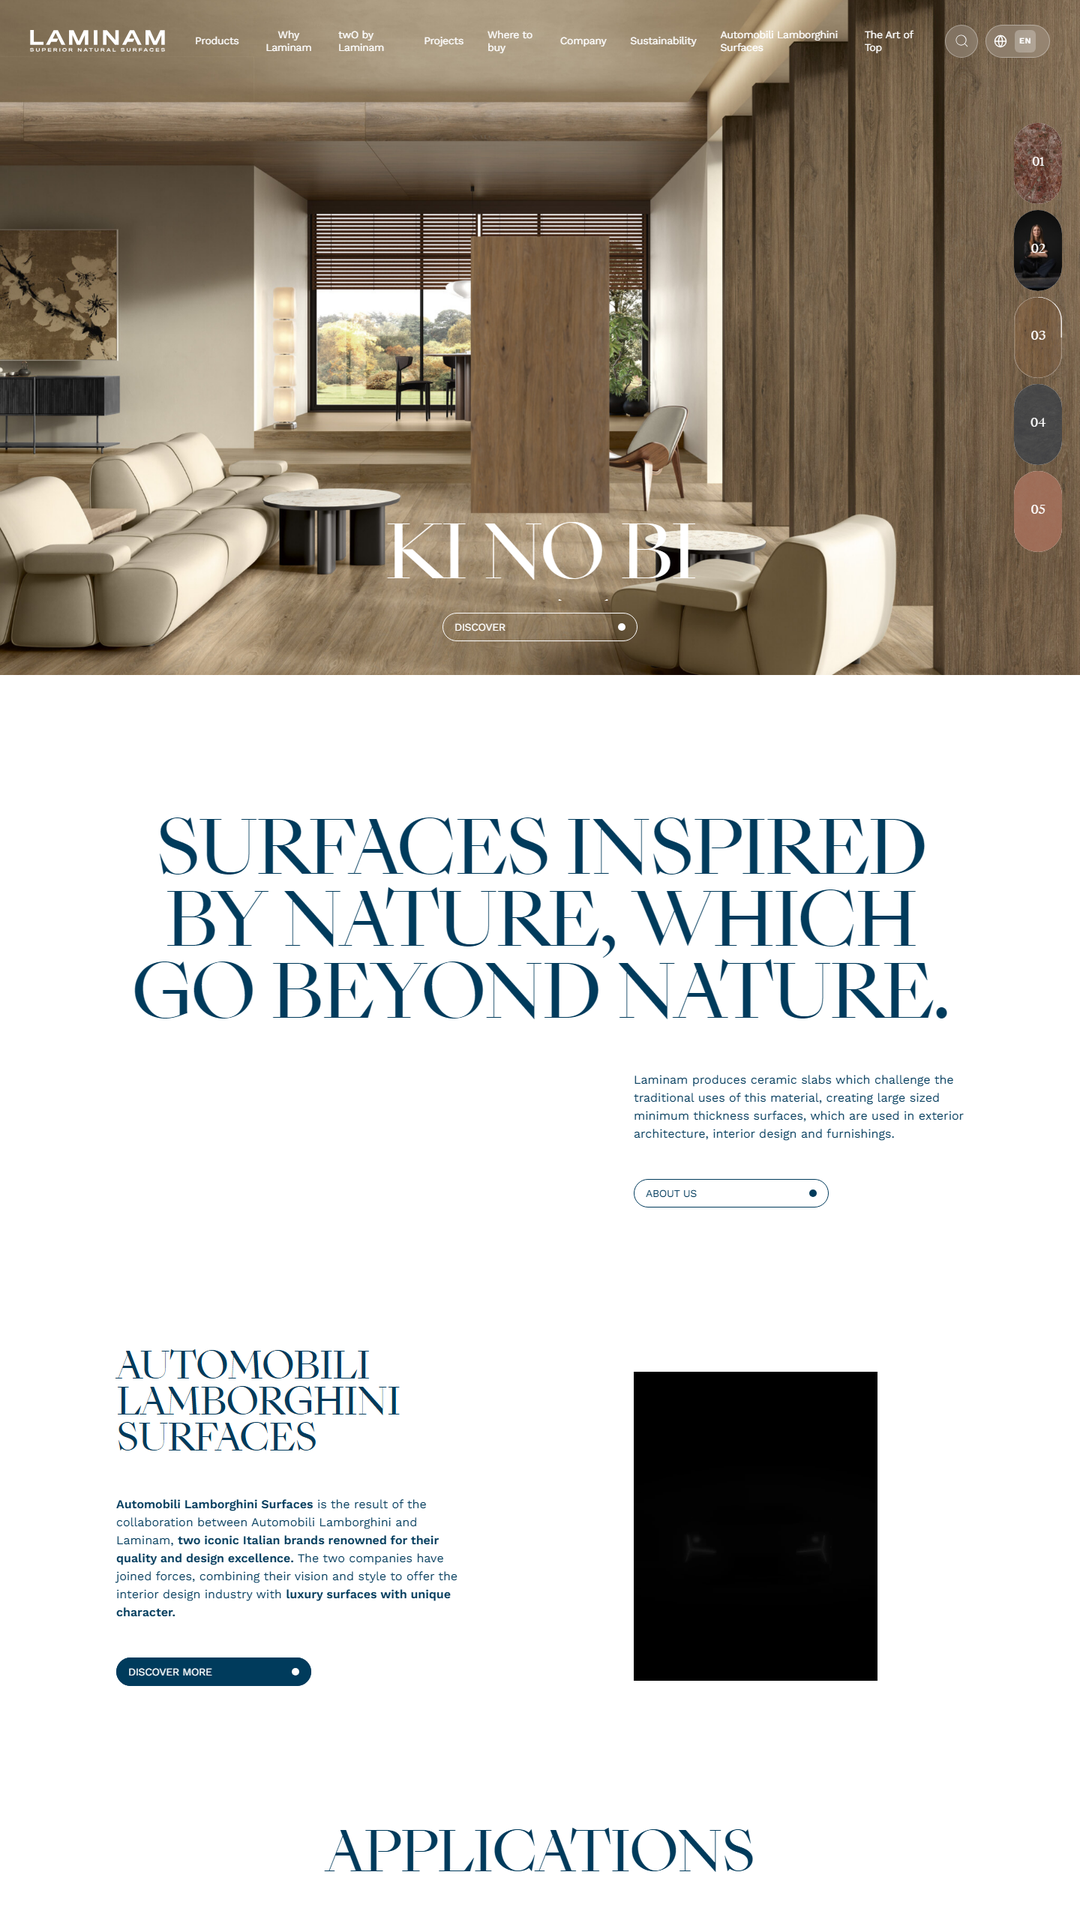 LAMINAM
SUPERIOR NATURAL SURFACES
Products
Why
Laminam
twO by
Laminam
Projects
Where to
buy
Company
Sustainability
Automobili Lamborghini
Surfaces
The Art of
Top
EN
01
02
03
04
05
KI NO BI
DISCOVER
SURFACES INSPIRED
BY NATURE, WHICH
GO BEYOND NATURE.
Laminam produces ceramic slabs which challenge the
traditional uses of this material, creating large sized
minimum thickness surfaces, which are used in exterior
architecture, interior design and furnishings.
ABOUT US
AUTOMOBILI
LAMBORGHINI
SURFACES
Automobili Lamborghini Surfaces is the result of the
collaboration between Automobili Lamborghini and
Laminam, two iconic Italian brands renowned for their
quality and design excellence. The two companies have
joined forces, combining their vision and style to offer the
interior design industry with luxury surfaces with unique
character.
DISCOVER MORE
APPLICATIONS